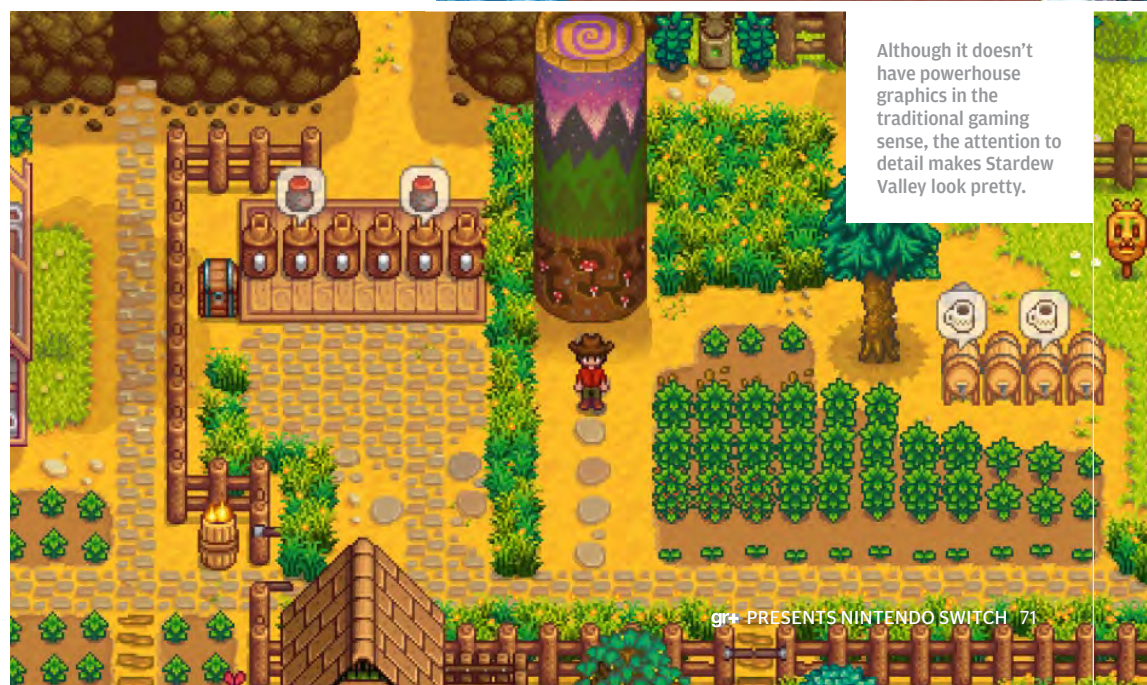 Although it doesn’t
have powerhouse
graphics in the
traditional gaming
sense, the attention to
detail makes Stardew
Valley look pretty.
gr+ PRESENTS NINTENDO SWITCH 71